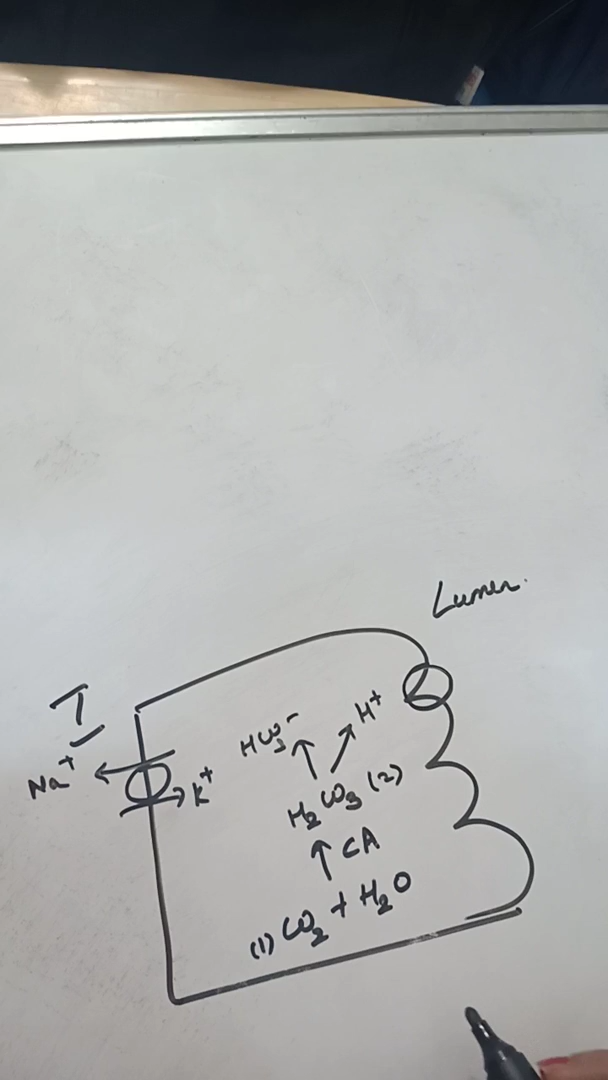 Lumen.
I
Na+
K+
HCO3-
H+
H2CO3 (2)
↑ CA
(1) CO2 + H2O